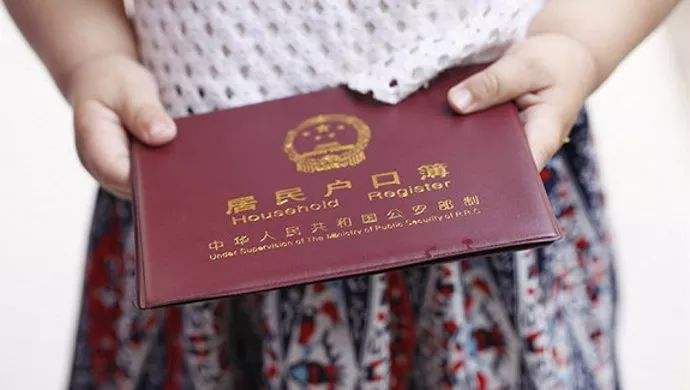 居民户口簿
Household Register
中华人民共和国公安部制
Under Supervision of The Ministry of Public Security of P.R.C